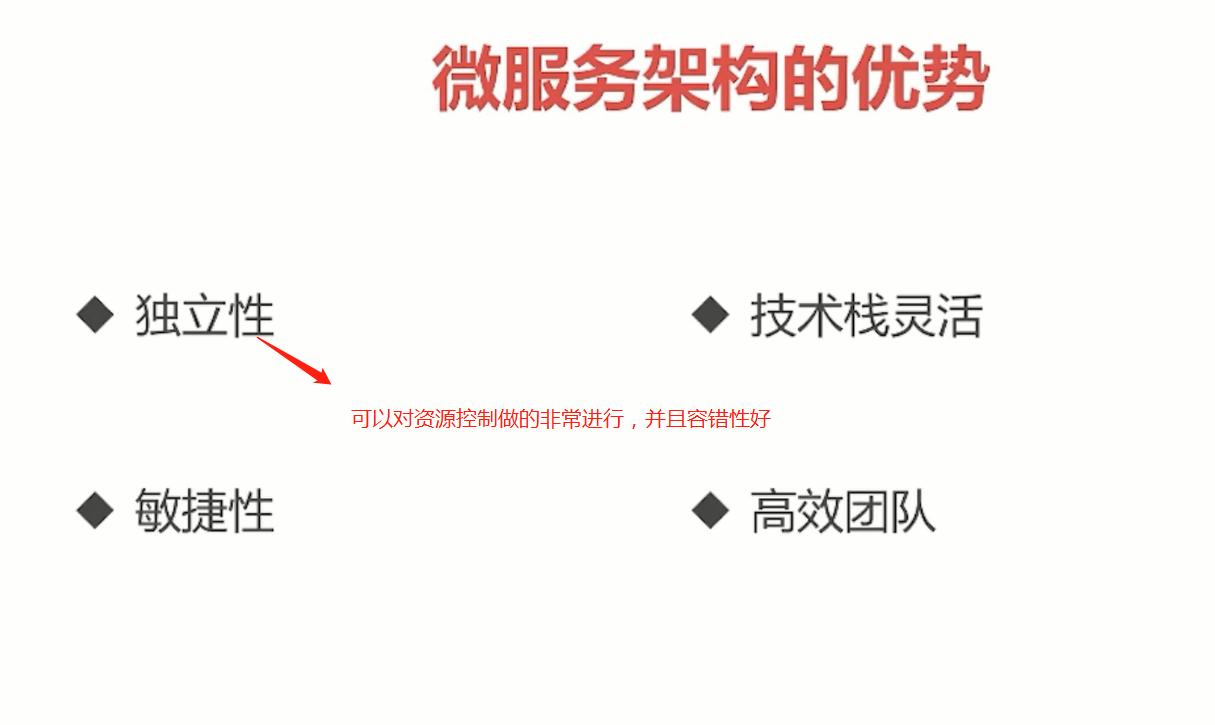 微服务架构的优势
◆ 独立性
◆ 技术栈灵活
可以对资源控制做的非常进行，并且容错性好
◆ 敏捷性
◆ 高效团队